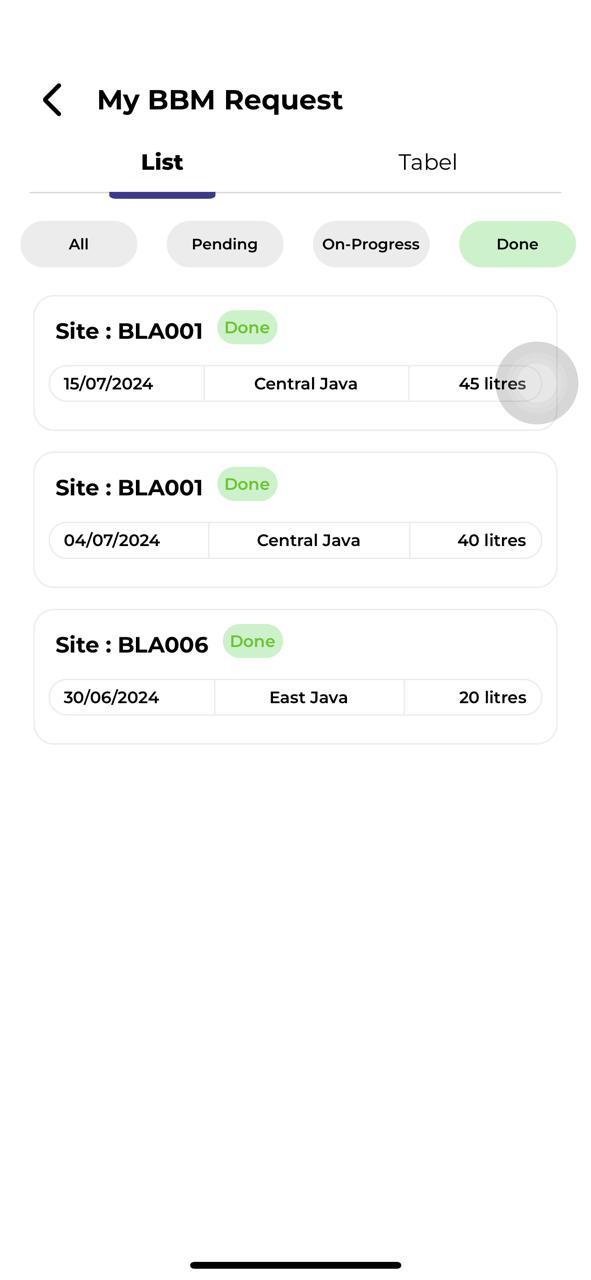 My BBM Request
List Tabel
All Pending On-Progress Done
Site : BLA001 Done
15/07/2024 Central Java 45 litres
Site : BLA001 Done
04/07/2024 Central Java 40 litres
Site : BLA006 Done
30/06/2024 East Java 20 litres